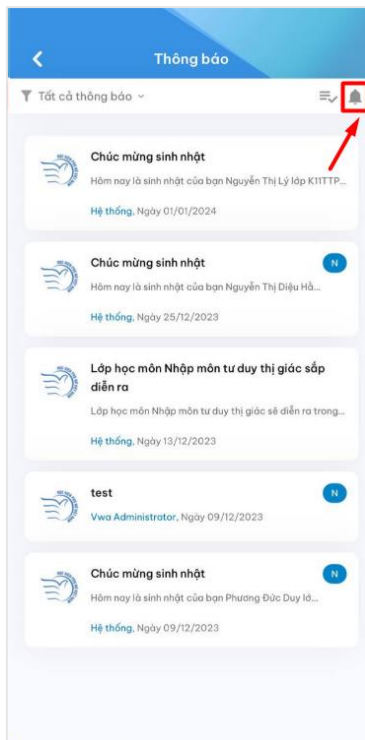 Thông báo
Tất cả thông báo
Chúc mừng sinh nhật
Hôm nay là sinh nhật của bạn Nguyễn Thị Lý lớp K11TTP...
Hệ thống, Ngày 01/01/2024
Chúc mừng sinh nhật
N
Hôm nay là sinh nhật của bạn Nguyễn Thị Diệu Hằ...
Hệ thống, Ngày 25/12/2023
Lớp học môn Nhập môn tư duy thị giác sắp
diễn ra
Lớp học môn Nhập môn tư duy thị giác sẽ diễn ra trong...
Hệ thống, Ngày 13/12/2023
test
N
Vwa Administrator, Ngày 09/12/2023
Chúc mừng sinh nhật
N
Hôm nay là sinh nhật của bạn Phương Đức Duy lớ...
Hệ thống, Ngày 09/12/2023